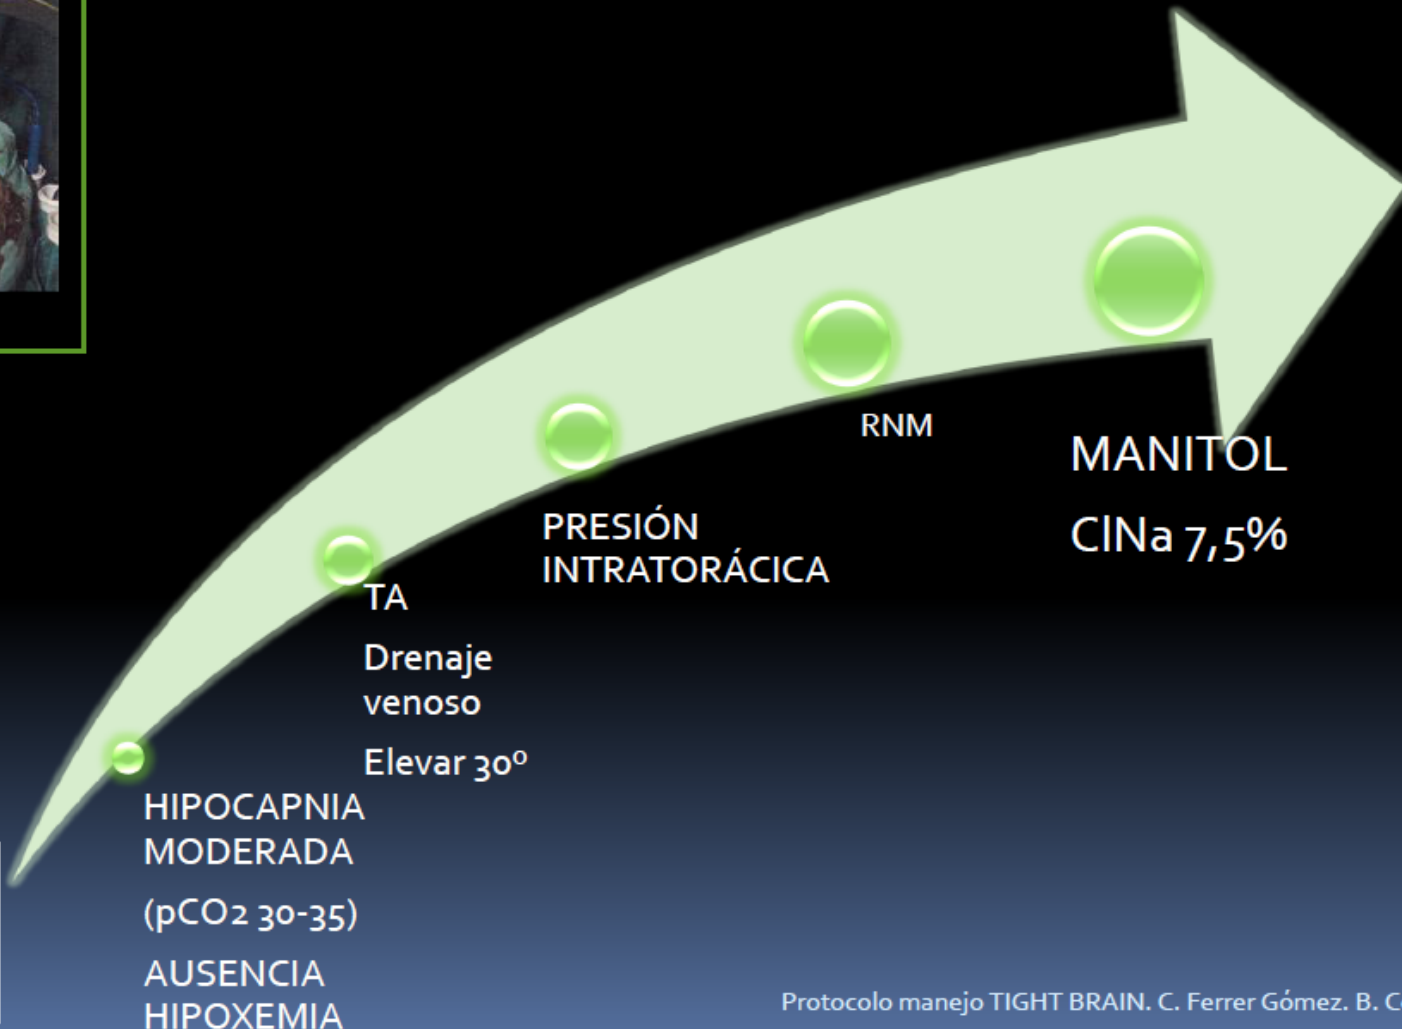 HIPOCAPNIA
MODERADA
(pCO2 30-35)
AUSENCIA
HIPOXEMIA
TA
Drenaje
venoso
Elevar 30º
PRESIÓN
INTRATORÁCICA
RNM
MANITOL
ClNa 7,5%
Protocolo manejo TIGHT BRAIN. C. Ferrer Gómez. B. C